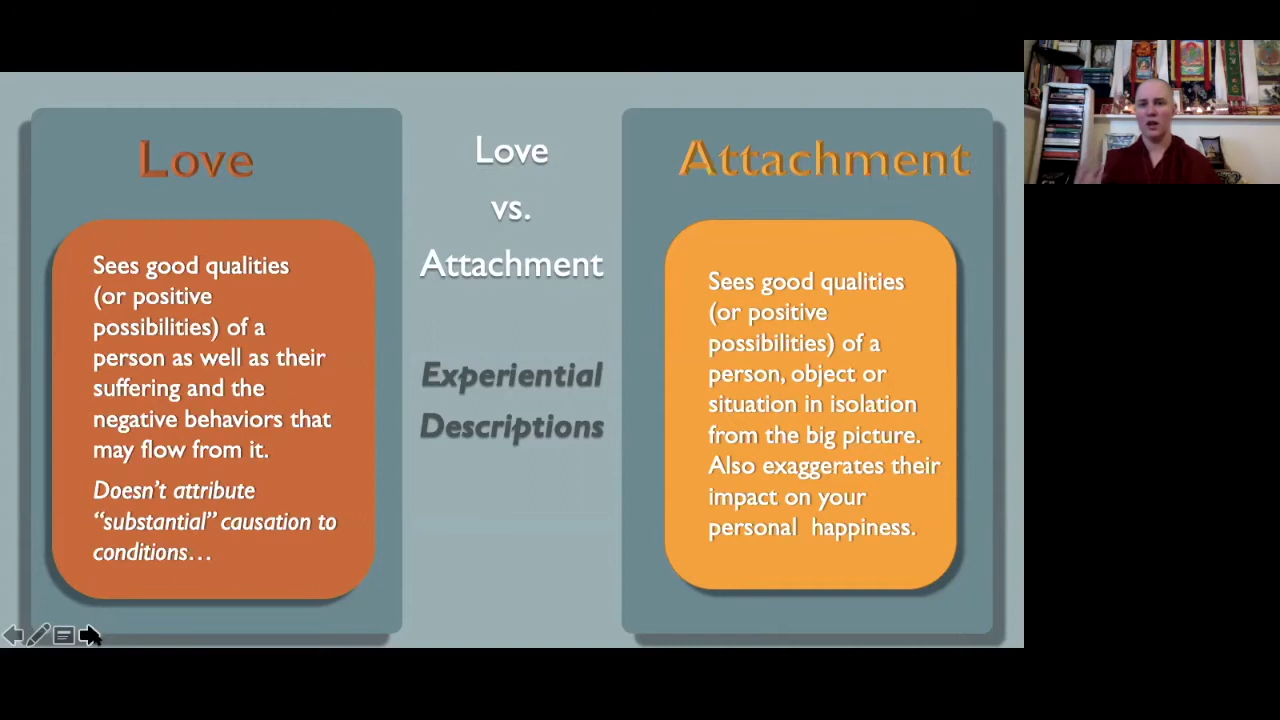 Love
Sees good qualities
(or positive
possibilities) of a
person as well as their
suffering and the
negative behaviors that
may flow from it.
Doesn’t attribute
“substantial” causation to
conditions…
Love
vs.
Attachment
Experiential
Descriptions
Attachment
Sees good qualities
(or positive
possibilities) of a
person, object or
situation in isolation
from the big picture.
Also exaggerates their
impact on your
personal happiness.